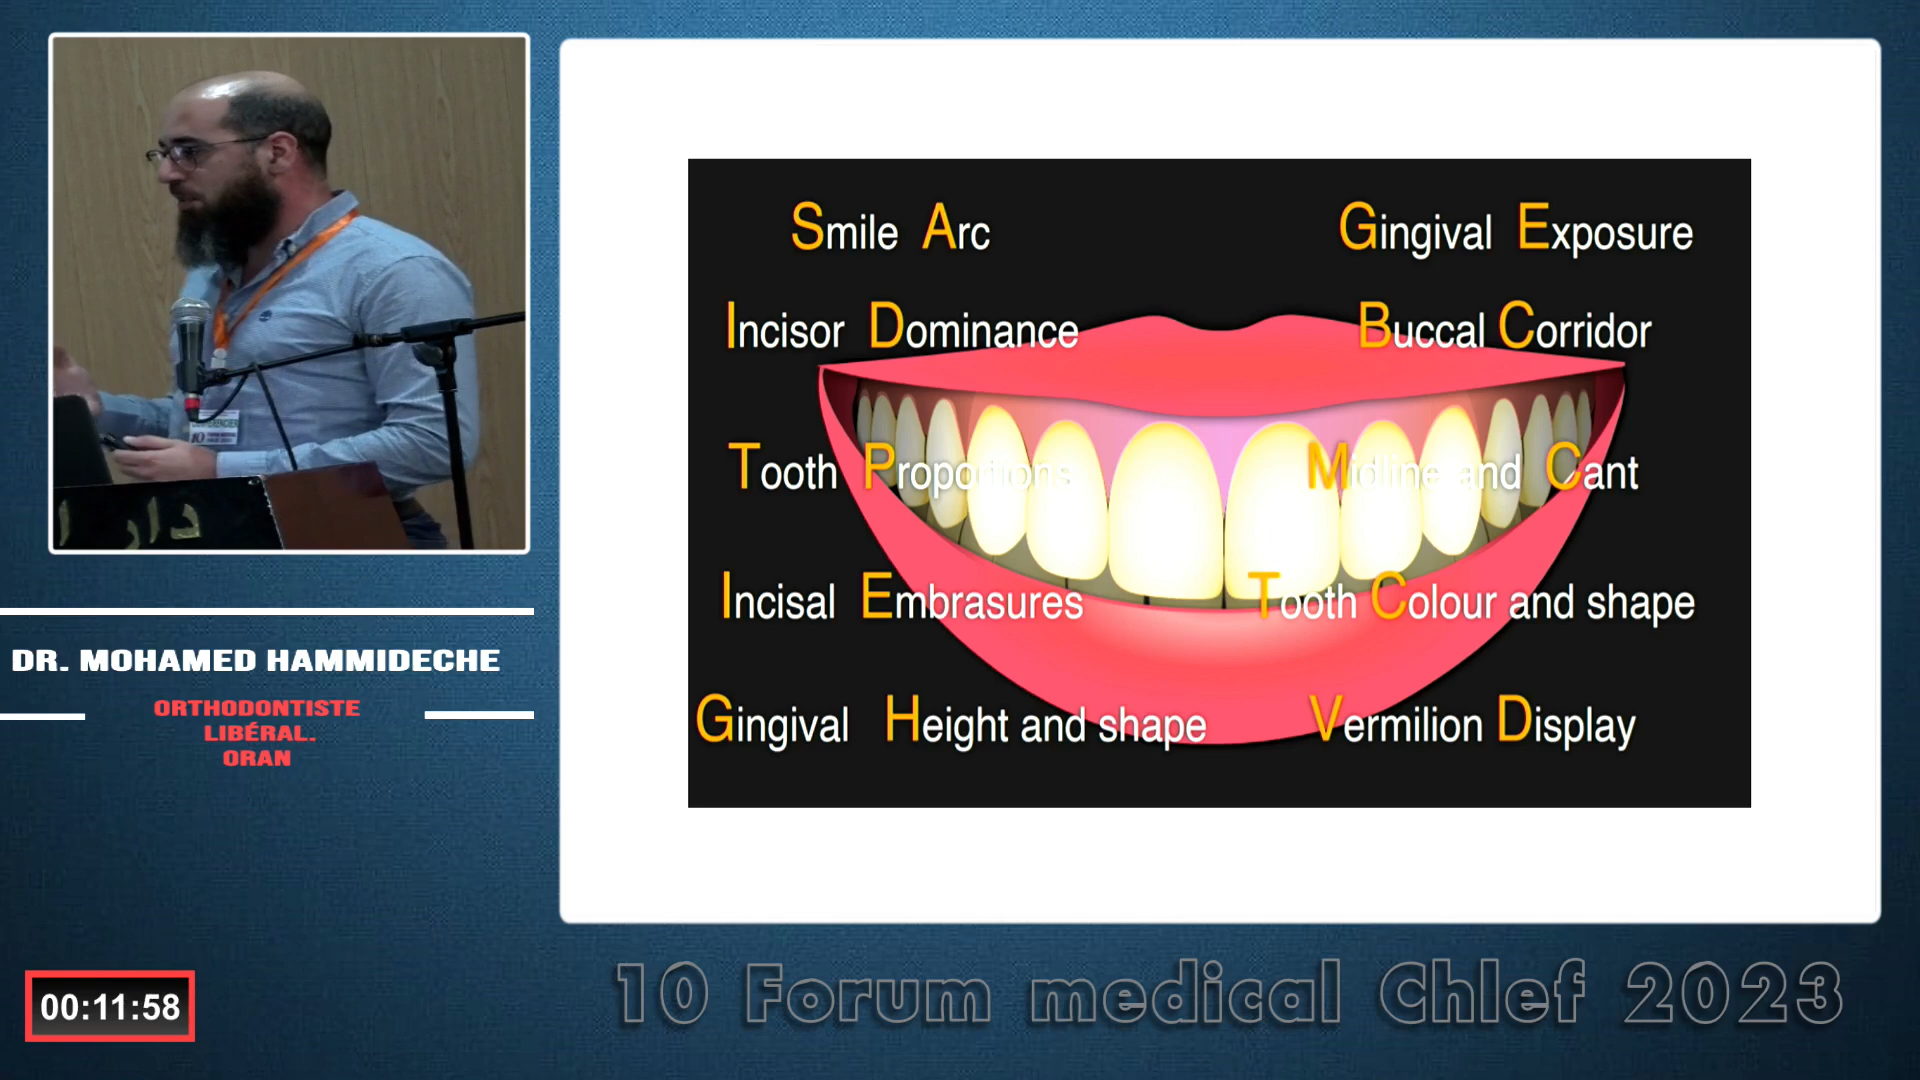 Smile Arc
Gingival Exposure
Incisor Dominance
Buccal Corridor
Tooth Proportions
Midline and Cant
Incisal Embrasures
Tooth Colour and shape
Gingival Height and shape
Vermilion Display
دار
10
DR. MOHAMED HAMMIDECHE
ORTHODONTISTE
LIBÉRAL.
ORAN
00:11:58
10 Forum medical Chlef 2023